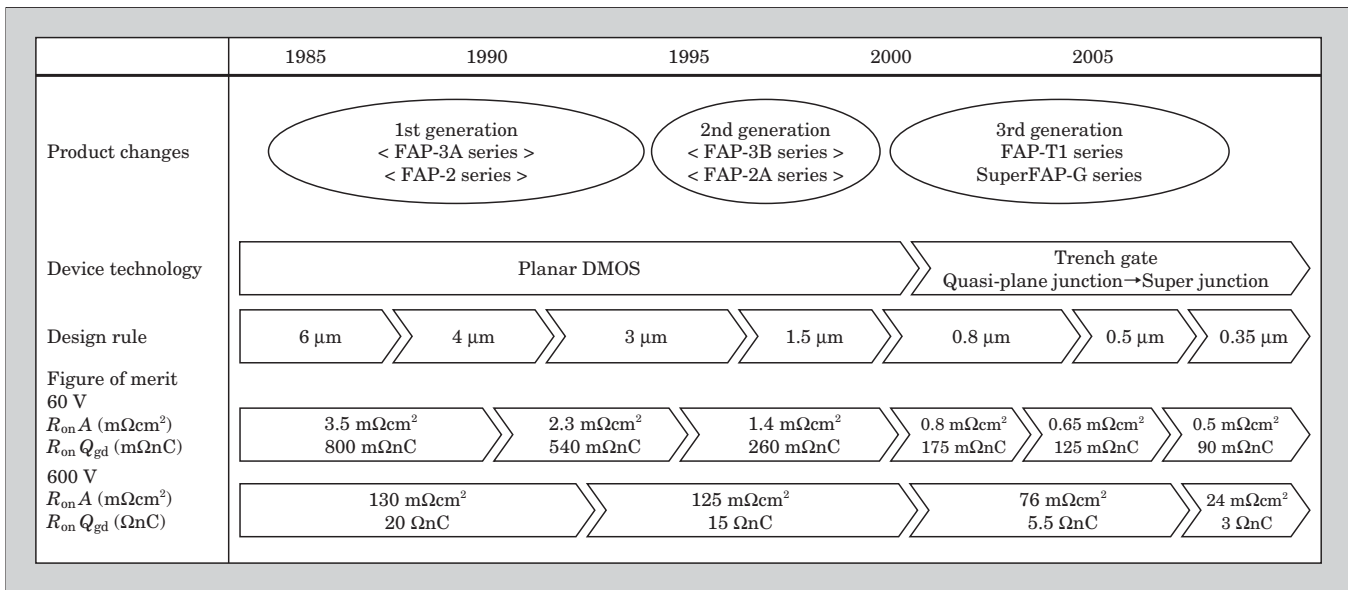 1985 1990 1995 2000 2005
Product changes
1st generation
< FAP-3A series >
< FAP-2 series >
2nd generation
< FAP-3B series >
< FAP-2A series >
3rd generation
FAP-T1 series
SuperFAP-G series
Device technology
Planar DMOS
Trench gate
Quasi-plane junction→Super junction
Design rule
6 μm 4 μm 3 μm 1.5 μm 0.8 μm 0.5 μm 0.35 μm
Figure of merit
60 V
RonA (mΩcm²) 3.5 mΩcm² 2.3 mΩcm² 1.4 mΩcm² 0.8 mΩcm² 0.65 mΩcm² 0.5 mΩcm²
RonQgd (mΩnC) 800 mΩnC 540 mΩnC 260 mΩnC 175 mΩnC 125 mΩnC 90 mΩnC
600 V
RonA (mΩcm²) 130 mΩcm² 125 mΩcm² 76 mΩcm² 24 mΩcm²
RonQgd (ΩnC) 20 ΩnC 15 ΩnC 5.5 ΩnC 3 ΩnC